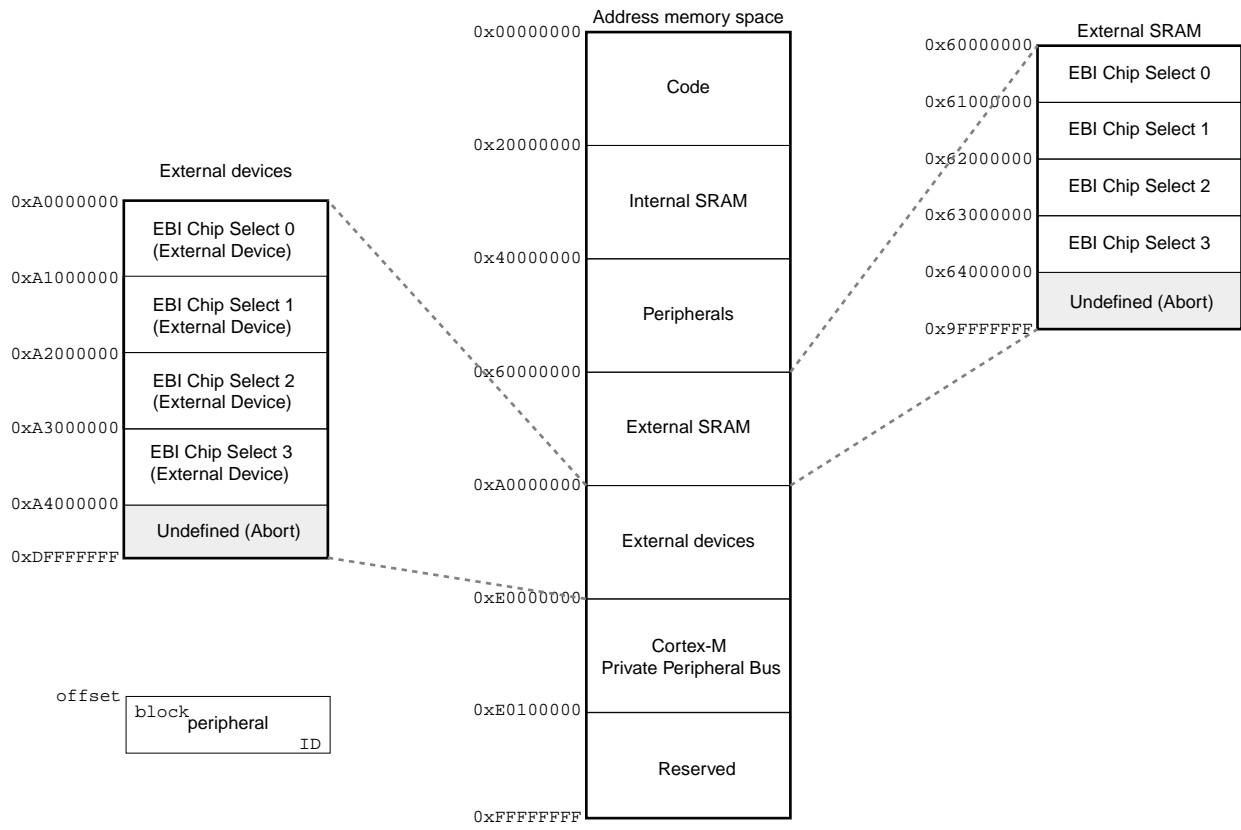 Address memory space
0x00000000
Code
0x20000000
Internal SRAM
0x40000000
Peripherals
0x60000000
External SRAM
0xA0000000
External devices
0xE0000000
Cortex-M
Private Peripheral Bus
0xE0100000
Reserved
0xFFFFFFFF
External SRAM
0x60000000
EBI Chip Select 0
0x61000000
EBI Chip Select 1
0x62000000
EBI Chip Select 2
0x63000000
EBI Chip Select 3
0x64000000
Undefined (Abort)
0x9FFFFFFF
External devices
0xA0000000
EBI Chip Select 0
(External Device)
0xA1000000
EBI Chip Select 1
(External Device)
0xA2000000
EBI Chip Select 2
(External Device)
0xA3000000
EBI Chip Select 3
(External Device)
0xA4000000
Undefined (Abort)
0xDFFFFFFF
offset
block
peripheral
ID